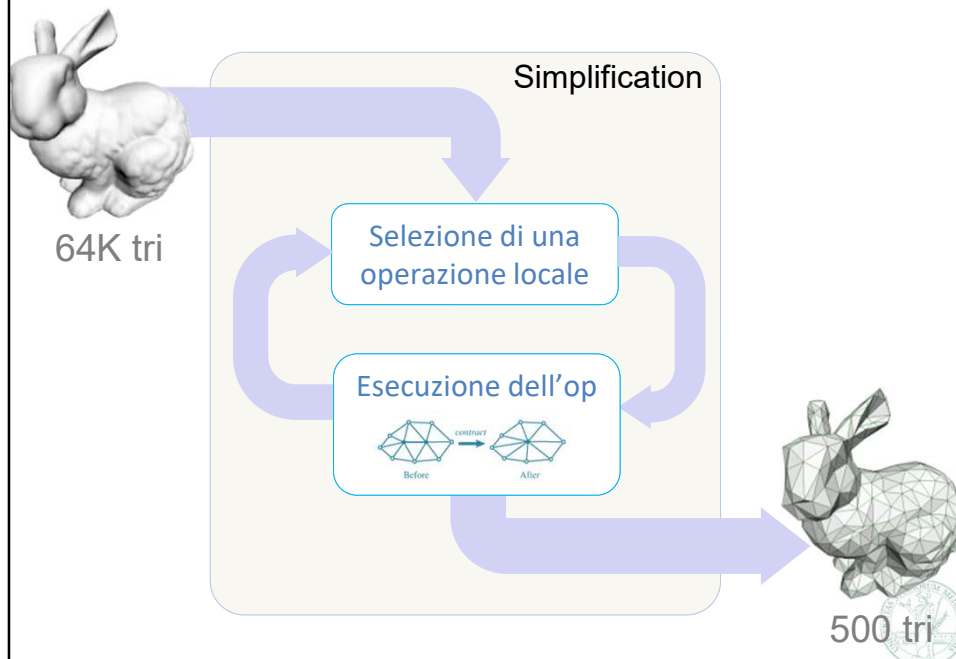 Simplification
64K tri
Selezione di una
operazione locale
Esecuzione dell'op
contract
Before
After
500 tri